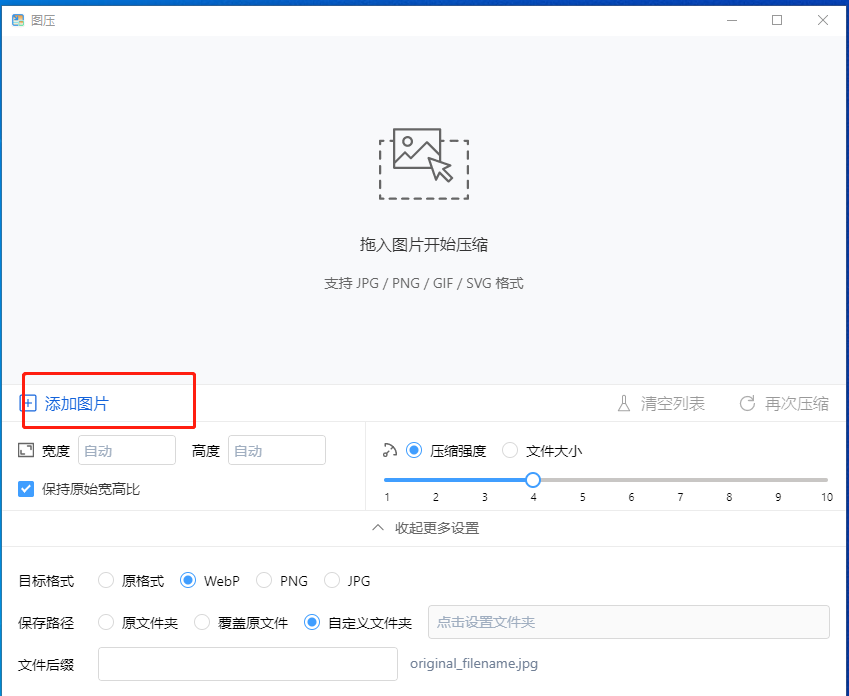 图压
拖入图片开始压缩
支持 JPG / PNG / GIF / SVG 格式
添加图片 清空列表 再次压缩
宽度 自动 高度 自动 压缩强度 文件大小
保持原始宽高比
1 2 3 4 5 6 7 8 9 10
收起更多设置
目标格式 原格式 WebP PNG JPG
保存路径 原文件夹 覆盖原文件 自定义文件夹 点击设置文件夹
文件后缀 original_filename.jpg